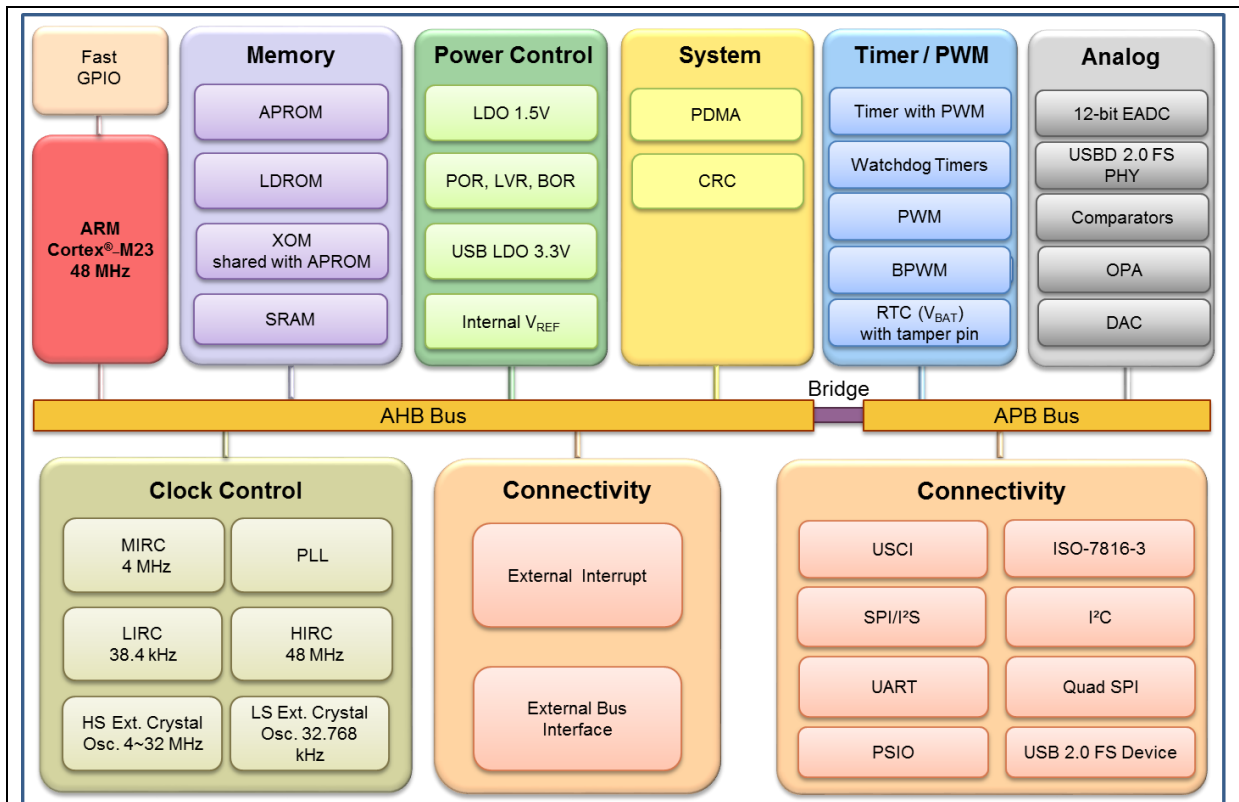 Fast
GPIO
ARM
Cortex®-M23
48 MHz
Memory
APROM
LDROM
XOM
shared with APROM
SRAM
Power Control
LDO 1.5V
POR, LVR, BOR
USB LDO 3.3V
Internal VREF
System
PDMA
CRC
Timer / PWM
Timer with PWM
Watchdog Timers
PWM
BPWM
RTC (VBAT)
with tamper pin
Analog
12-bit EADC
USBD 2.0 FS
PHY
Comparators
OPA
DAC
AHB Bus
Bridge
APB Bus
Clock Control
MIRC
4 MHz
PLL
LIRC
38.4 kHz
HIRC
48 MHz
HS Ext. Crystal
Osc. 4~32 MHz
LS Ext. Crystal
Osc. 32.768
kHz
Connectivity
External Interrupt
External Bus
Interface
Connectivity
USCI
ISO-7816-3
SPI/I²S
I²C
UART
Quad SPI
PSIO
USB 2.0 FS Device